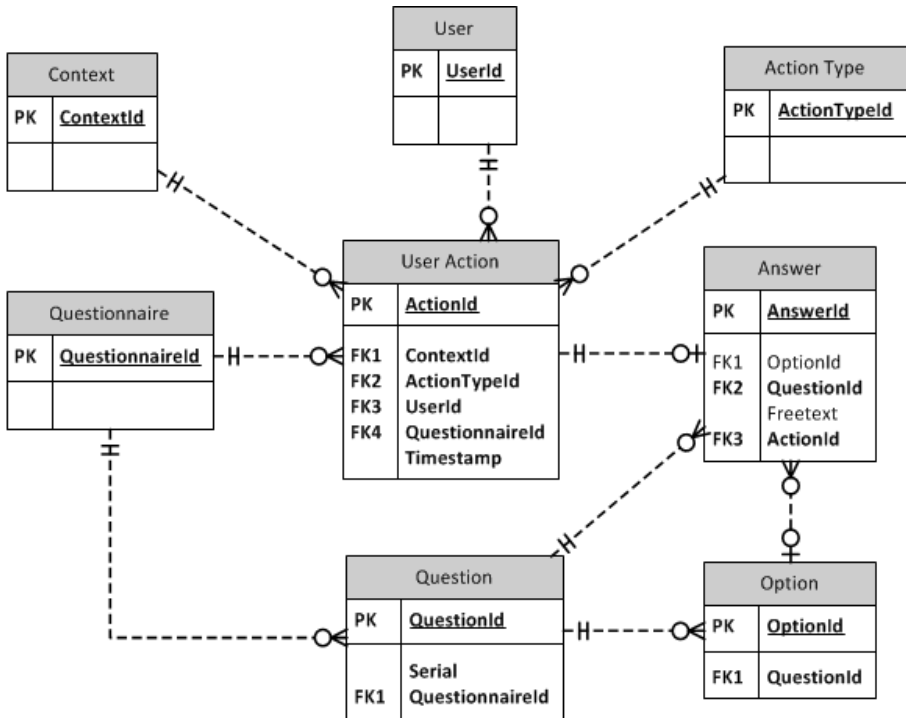 User
PK UserId
Context
PK ContextId
Action Type
PK ActionTypeId
User Action
PK ActionId
FK1 ContextId
FK2 ActionTypeId
FK3 UserId
FK4 QuestionnaireId
Timestamp
Answer
PK AnswerId
FK1 OptionId
FK2 QuestionId
Freetext
FK3 ActionId
Questionnaire
PK QuestionnaireId
Question
PK QuestionId
Serial
FK1 QuestionnaireId
Option
PK OptionId
FK1 QuestionId